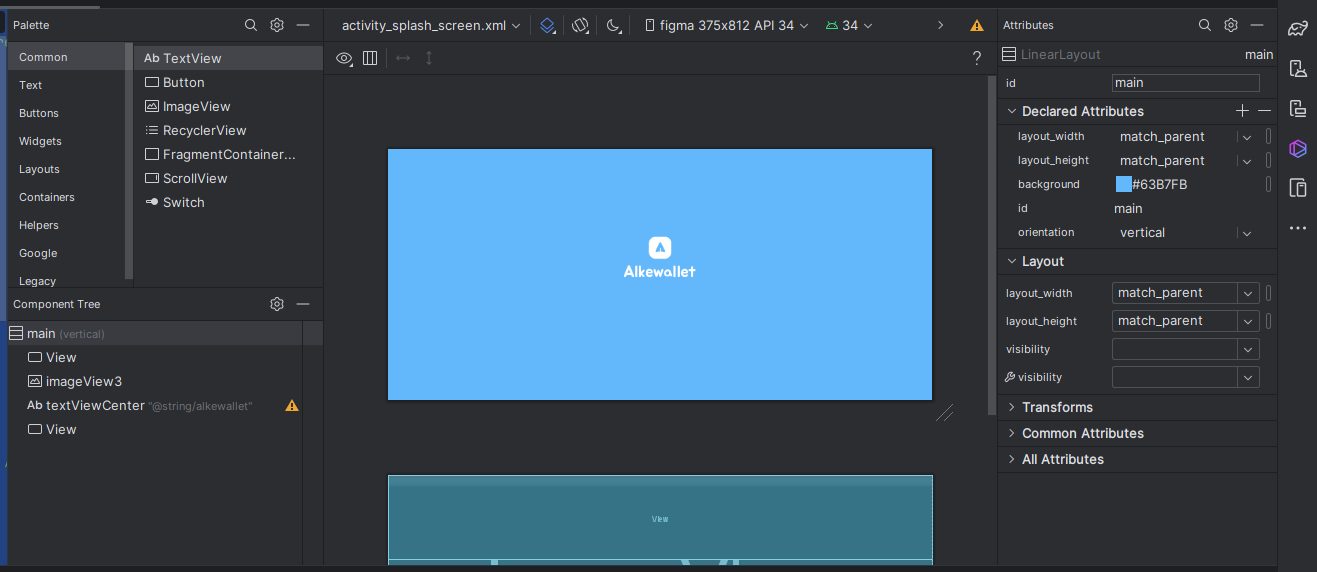 Palette
activity_splash_screen.xml
figma 375x812 API 34
34
Attributes
Common
Text
Buttons
Widgets
Layouts
Containers
Helpers
Google
Legacy
Ab TextView
Button
ImageView
RecyclerView
FragmentContainer...
ScrollView
Switch
?
Component Tree
main (vertical)
View
imageView3
Ab textViewCenter "@string/alkewallet"
View
Alkewallet
View
LinearLayout main
id main
Declared Attributes
layout_width match_parent
layout_height match_parent
background #63B7FB
id main
orientation vertical
Layout
layout_width match_parent
layout_height match_parent
visibility
visibility
Transforms
Common Attributes
All Attributes